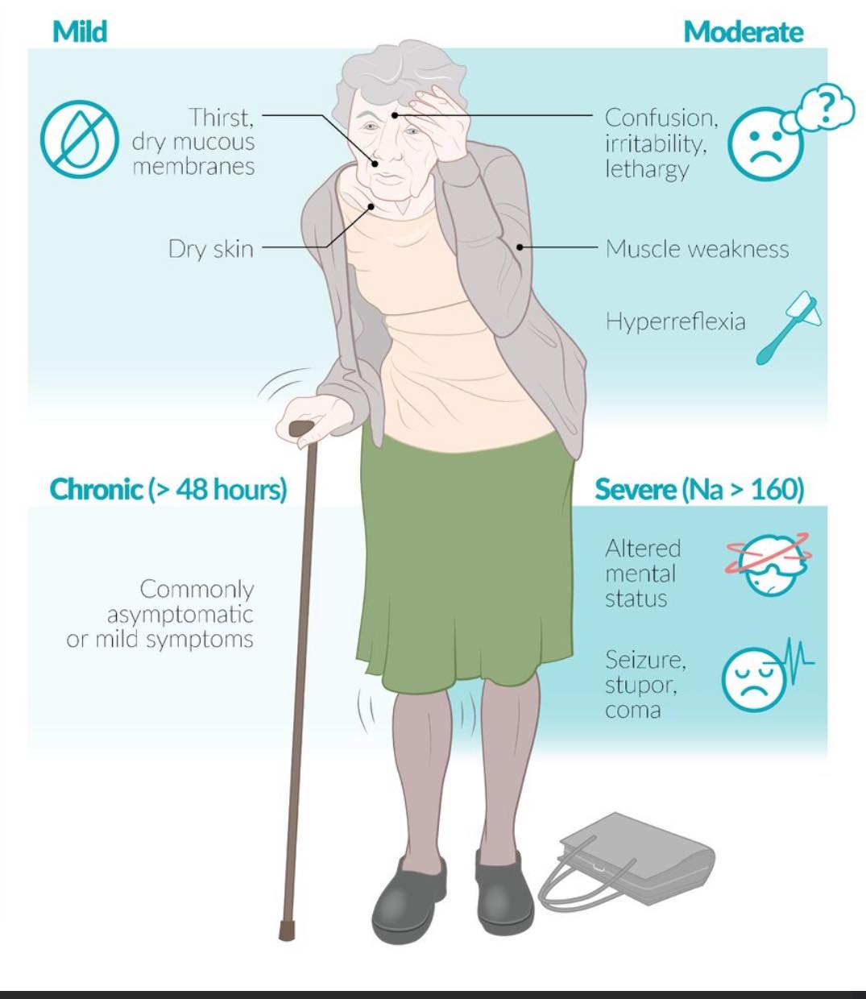 Mild
Moderate
Thirst,
dry mucous
membranes
Confusion,
irritability,
lethargy
?
Dry skin
Muscle weakness
Hyperreflexia
Chronic (> 48 hours)
Severe (Na > 160)
Commonly
asymptomatic
or mild symptoms
Altered
mental
status
Seizure,
stupor,
coma